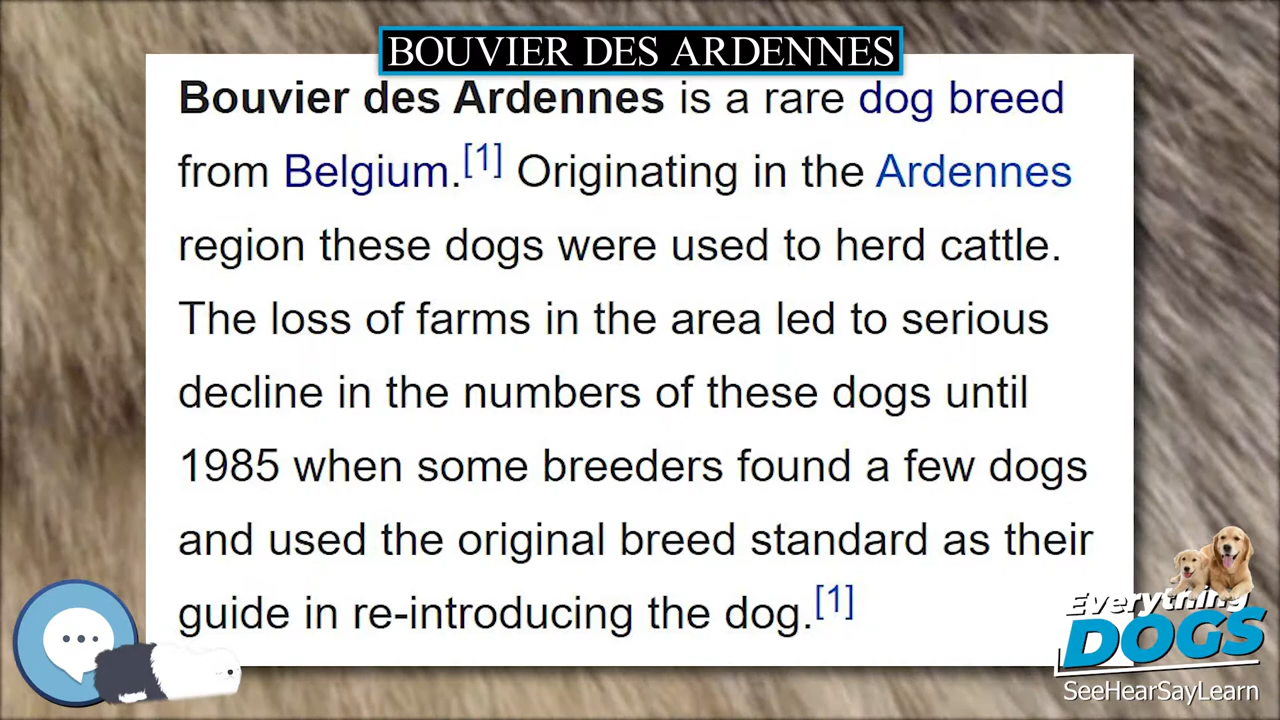 BOUVIER DES ARDENNES
Bouvier des Ardennes is a rare dog breed
from Belgium.[1] Originating in the Ardennes
region these dogs were used to herd cattle.
The loss of farms in the area led to serious
decline in the numbers of these dogs until
1985 when some breeders found a few dogs
and used the original breed standard as their
guide in re-introducing the dog.[1]
Everything
DOGS
SeeHearSayLearn